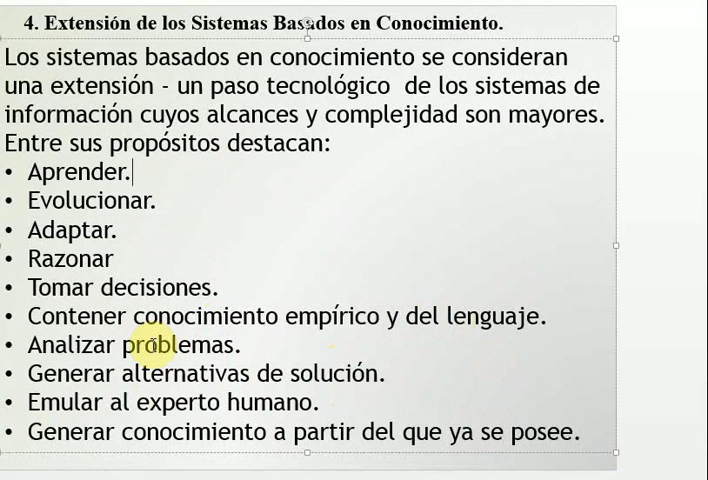 4. Extensión de los Sistemas Basados en Conocimiento.
Los sistemas basados en conocimiento se consideran
una extensión - un paso tecnológico de los sistemas de
información cuyos alcances y complejidad son mayores.
Entre sus propósitos destacan:
• Aprender.
• Evolucionar.
• Adaptar.
• Razonar
• Tomar decisiones.
• Contener conocimiento empírico y del lenguaje.
• Analizar problemas.
• Generar alternativas de solución.
• Emular al experto humano.
• Generar conocimiento a partir del que ya se posee.